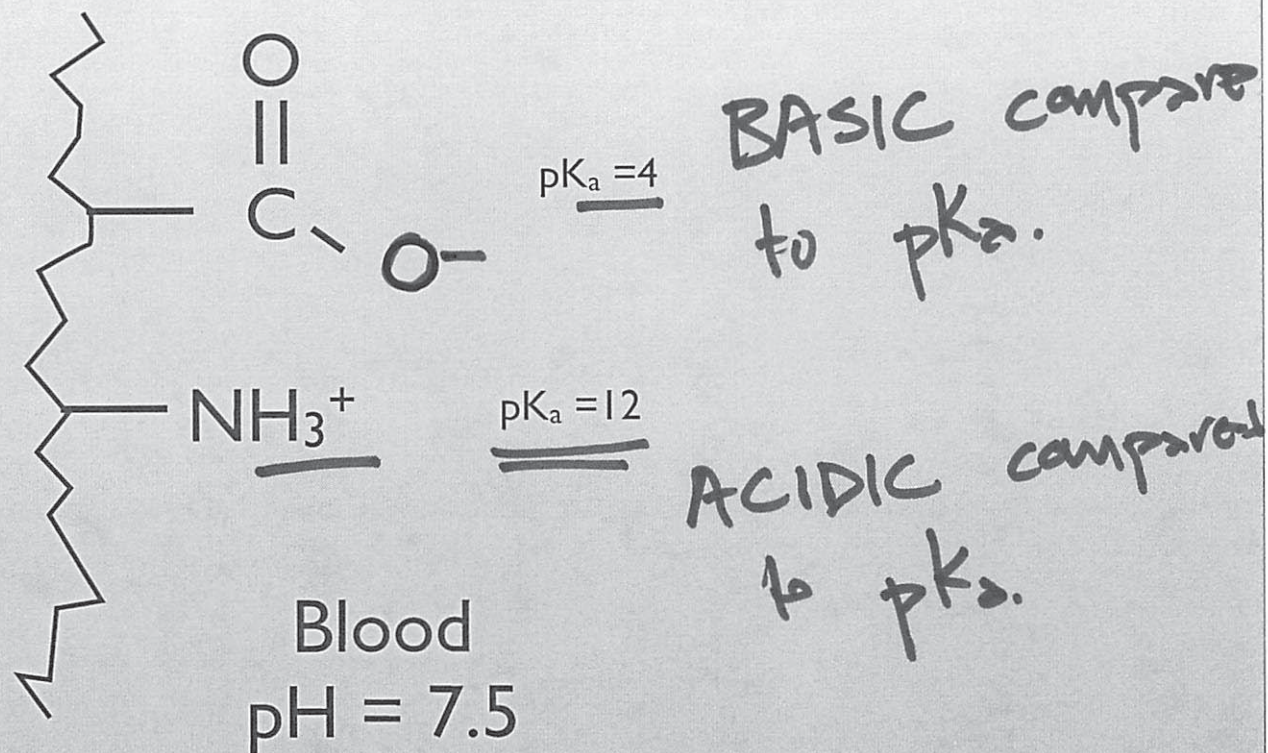 O
||
C
O-
pKₐ =4
BASIC compare
to pKa.
NH₃⁺
pKₐ =12
ACIDIC compared
to pKa.
Blood
pH = 7.5